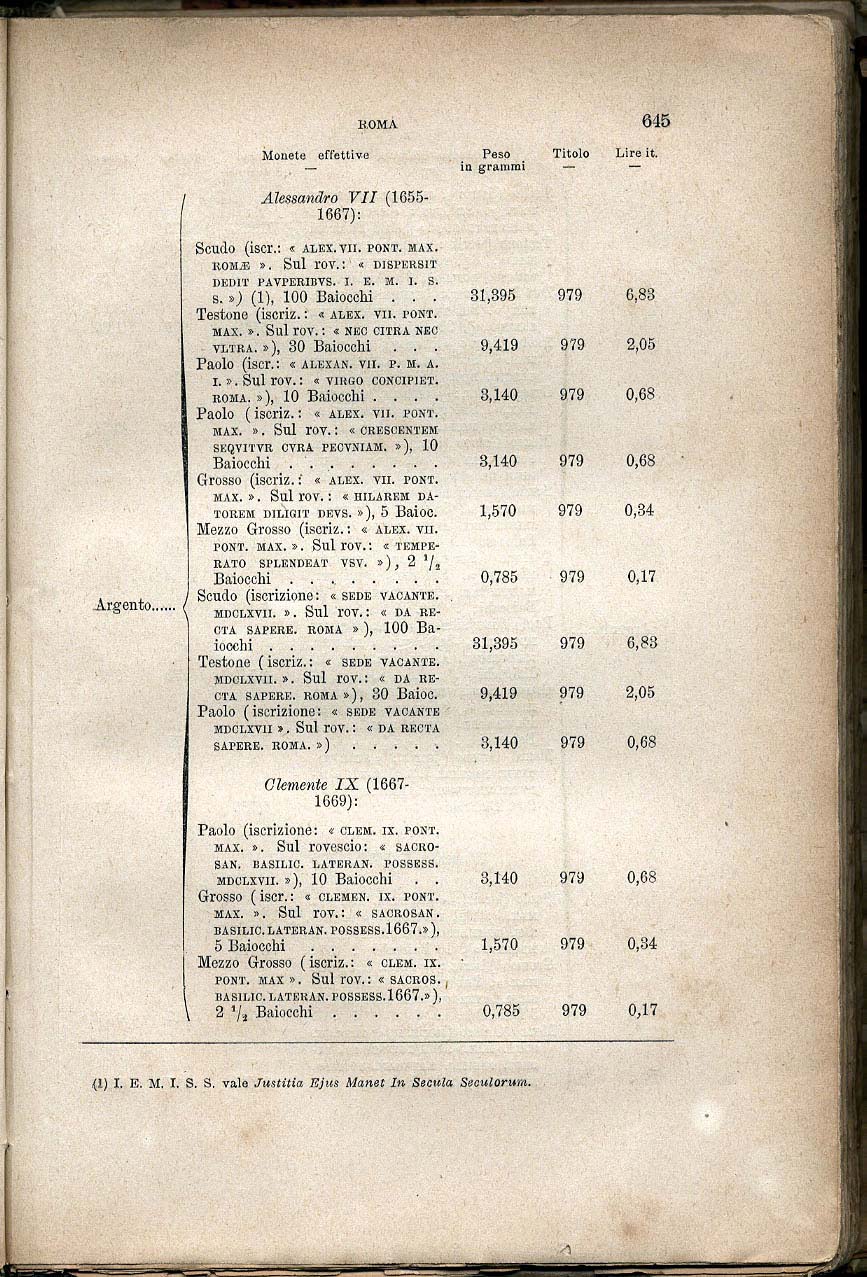 ROMA 645
Monete effettive Peso in grammi Titolo Lire it.
Alessandro VII (1655-
1667):
Scudo (iscr.: « ALEX. VII. PONT. MAX.
ROMÆ ». Sul rov.: « DISPERSIT
DEDIT PAVPERIBVS. I. E. M. I. S.
S. ») (1), 100 Baiocchi . . . 31,395 979 6,83
Testone (iscriz.: « ALEX. VII. PONT.
MAX. ». Sul rov.: « NEC CITRA NEC
VLTRA. »), 30 Baiocchi . . . 9,419 979 2,05
Paolo (iscr.: « ALEXAN. VII. P. M. A.
I. ». Sul rov.: « VIRGO CONCIPIET.
ROMA. »), 10 Baiocchi . . . . 3,140 979 0,68
Paolo (iscriz.: « ALEX. VII. PONT.
MAX. ». Sul rov.: « CRESCENTEM
SEQVITVR CVRA PECVNIAM. »), 10
Baiocchi . . . . . . . . 3,140 979 0,68
Grosso (iscriz.: « ALEX. VII. PONT.
MAX. ». Sul rov.: « HILAREM DA-
TOREM DILIGIT DEVS. »), 5 Baioc. 1,570 979 0,34
Mezzo Grosso (iscriz.: « ALEX. VII.
PONT. MAX. ». Sul rov.: « TEMPE-
RATO SPLENDEAT VSV. »), 2 1/2
Baiocchi . . . . . . . . 0,785 979 0,17
Argento......
Scudo (iscrizione: « SEDE VACANTE.
MDCLXVII. ». Sul rov.: « DA RE-
CTA SAPERE. ROMA »), 100 Ba-
iocchi . . . . . . . . . 31,395 979 6,83
Testone (iscriz.: « SEDE VACANTE.
MDCLXVII. ». Sul rov.: « DA RE-
CTA SAPERE. ROMA »), 30 Baioc. 9,419 979 2,05
Paolo (iscrizione: « SEDE VACANTE
MDCLXVII ». Sul rov.: « DA RECTA
SAPERE. ROMA. ») . . . . . 3,140 979 0,68
Clemente IX (1667-
1669):
Paolo (iscrizione: « CLEM. IX. PONT.
MAX. ». Sul rovescio: « SACRO-
SAN. BASILIC. LATERAN. POSSESS.
MDCLXVII. »), 10 Baiocchi . . 3,140 979 0,68
Grosso (iscr.: « CLEMEN. IX. PONT.
MAX. ». Sul rov.: « SACROSAN.
BASILIC. LATERAN. POSSESS. 1667.»),
5 Baiocchi . . . . . . . 1,570 979 0,34
Mezzo Grosso (iscriz.: « CLEM. IX.
PONT. MAX ». Sul rov.: « SACROS.
BASILIC. LATERAN. POSSESS. 1667.»),
2 1/2 Baiocchi . . . . . . 0,785 979 0,17
(1) I. E. M. I. S. S. vale Justitia Ejus Manet In Secula Seculorum.